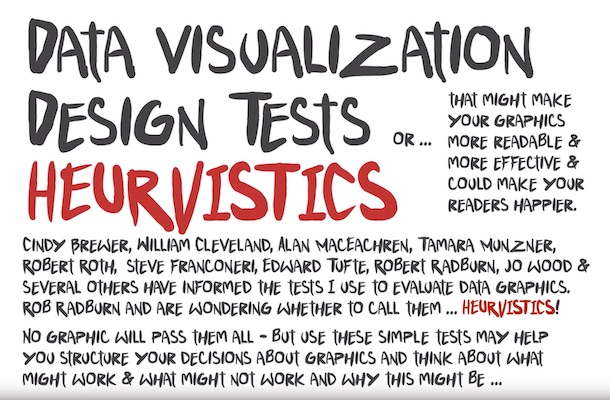 DATA VISUALIZATION
DESIGN TESTS
OR ...
HEURVISTICS
THAT MIGHT MAKE
YOUR GRAPHICS
MORE READABLE &
MORE EFFECTIVE &
COULD MAKE YOUR
READERS HAPPIER.
CINDY BREWER, WILLIAM CLEVELAND, ALAN MACEACHREN, TAMARA MUNZNER,
ROBERT ROTH, STEVE FRANCONERI, EDWARD TUFTE, ROBERT RADBURN, JO WOOD &
SEVERAL OTHERS HAVE INFORMED THE TESTS I USE TO EVALUATE DATA GRAPHICS.
ROB RADBURN AND ARE WONDERING WHETHER TO CALL THEM ... HEURVISTICS!
NO GRAPHIC WILL PASS THEM ALL – BUT USE THESE SIMPLE TESTS MAY HELP
YOU STRUCTURE YOUR DECISIONS ABOUT GRAPHICS AND THINK ABOUT WHAT
MIGHT WORK & WHAT MIGHT NOT WORK AND WHY THIS MIGHT BE ...